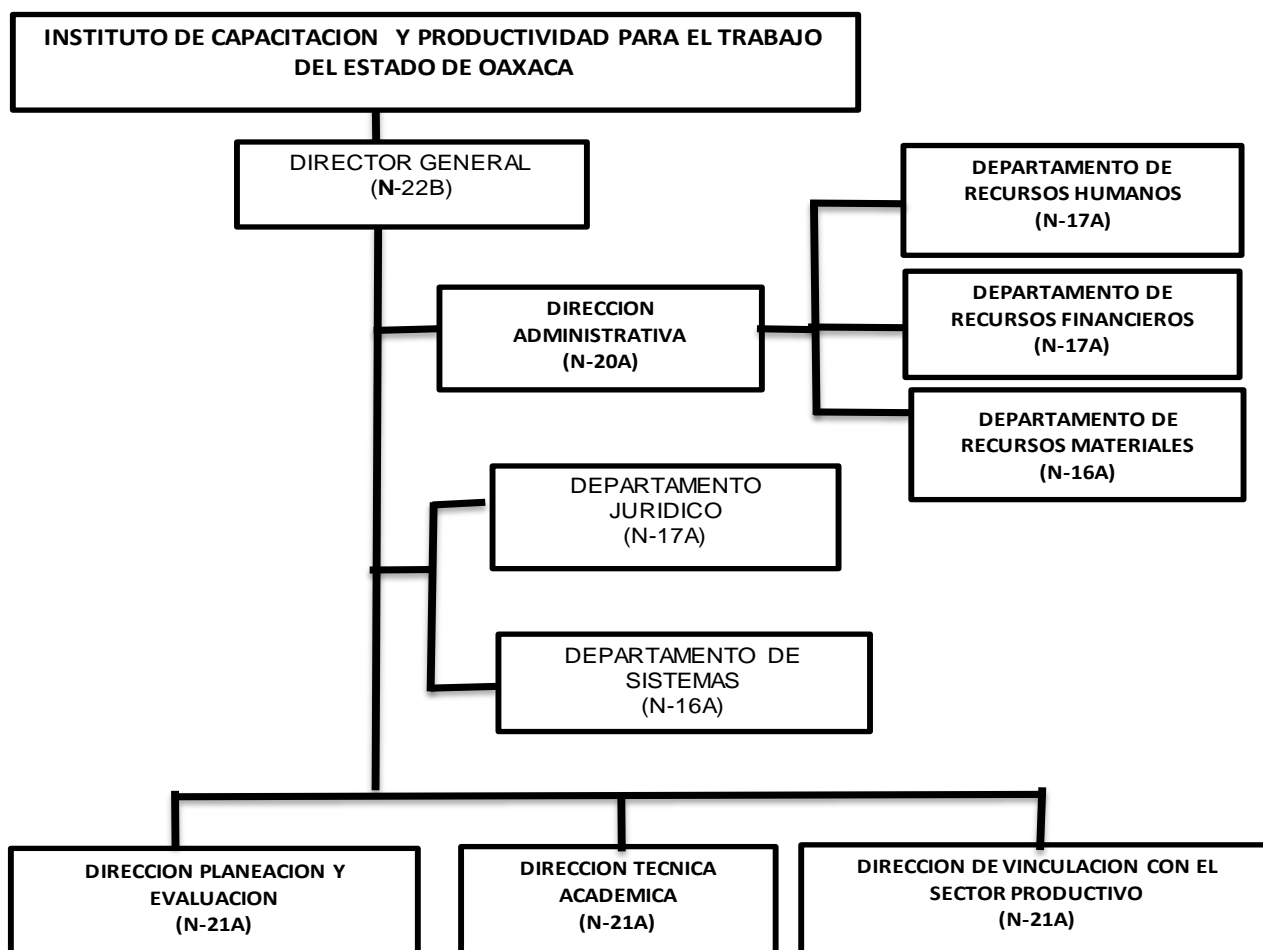 INSTITUTO DE CAPACITACION Y PRODUCTIVIDAD PARA EL TRABAJO
DEL ESTADO DE OAXACA
DIRECTOR GENERAL
(N-22B)
DEPARTAMENTO DE
RECURSOS HUMANOS
(N-17A)
DIRECCION
ADMINISTRATIVA
(N-20A)
DEPARTAMENTO DE
RECURSOS FINANCIEROS
(N-17A)
DEPARTAMENTO DE
RECURSOS MATERIALES
(N-16A)
DEPARTAMENTO
JURIDICO
(N-17A)
DEPARTAMENTO DE
SISTEMAS
(N-16A)
DIRECCION PLANEACION Y
EVALUACION
(N-21A)
DIRECCION TECNICA
ACADEMICA
(N-21A)
DIRECCION DE VINCULACION CON EL
SECTOR PRODUCTIVO
(N-21A)